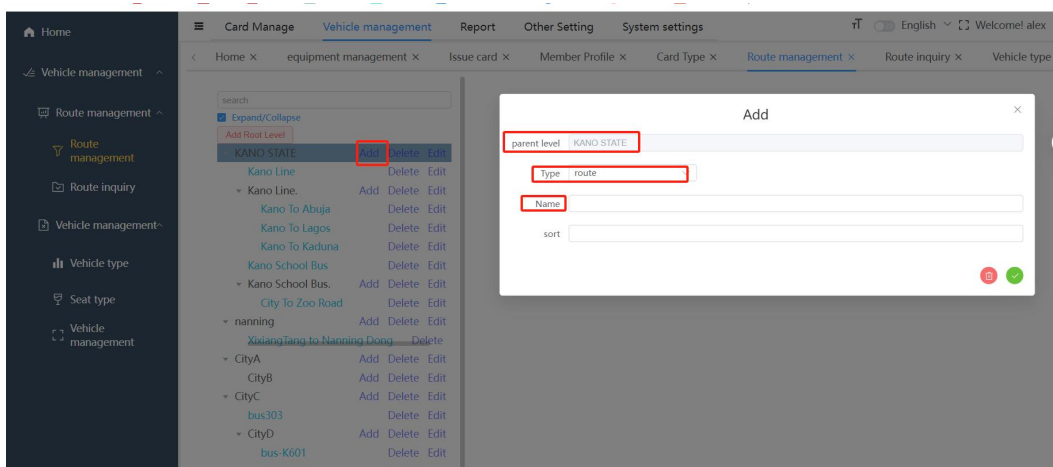 Home
Vehicle management
Route management
Route
management
Route inquiry
Vehicle management
Vehicle type
Seat type
Vehicle
management
Card Manage Vehicle management Report Other Setting System settings
English Welcome! alex
Home × equipment management × Issue card × Member Profile × Card Type × Route management × Route inquiry × Vehicle type
search
Expand/Collapse
Add Root Level
KANO STATE Add Delete Edit
Kano Line Delete Edit
Kano Line. Add Delete Edit
Kano To Abuja Delete Edit
Kano To Lagos Delete Edit
Kano To Kaduna Delete Edit
Kano School Bus Delete Edit
Kano School Bus. Add Delete Edit
City To Zoo Road Delete Edit
nanning Add Delete Edit
XixiangTang to Nanning Dong Delete
CityA Add Delete Edit
CityB Add Delete Edit
CityC Add Delete Edit
bus303 Delete Edit
CityD Add Delete Edit
bus-K601 Delete Edit
Add
parent level KANO STATE
Type route
Name
sort